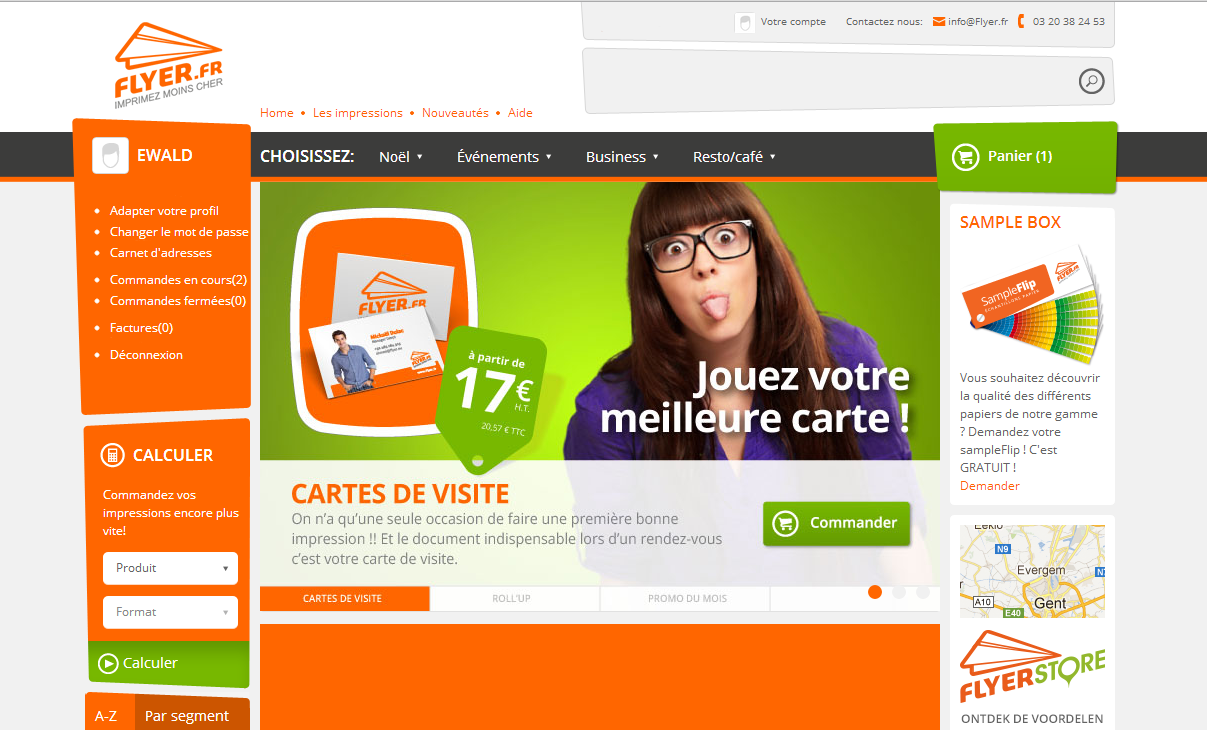 FLYER.FR
IMPRIMEZ MOINS CHER
Votre compte
Contactez nous:
info@Flyer.fr
03 20 38 24 53
Home • Les impressions • Nouveautés • Aide
EWALD
CHOISISSEZ:
Noël
Événements
Business
Resto/café
Panier (1)
Adapter votre profil
Changer le mot de passe
Carnet d'adresses
Commandes en cours(2)
Commandes fermées(0)
Factures(0)
Déconnexion
CALCULER
Commandez vos
impressions encore plus
vite!
Produit
Format
Calculer
A-Z
Par segment
FLYER.FR
à partir de
17€
H.T.
20,57 € TTC
Jouez votre
meilleure carte !
CARTES DE VISITE
On n’a qu’une seule occasion de faire une première bonne
impression !! Et le document indispensable lors d’un rendez-vous
c’est votre carte de visite.
Commander
CARTES DE VISITE
ROLL'UP
PROMO DU MOIS
SAMPLE BOX
SampleFlip
ÉCHANTILLONS PAPIER
Vous souhaitez découvrir
la qualité des différents
papiers de notre gamme
? Demandez votre
sampleFlip ! C'est
GRATUIT !
Demander
Eeklo
N9
Evergem
A10
Gent
E40
FLYERSTORE
ONTDEK DE VOORDELEN